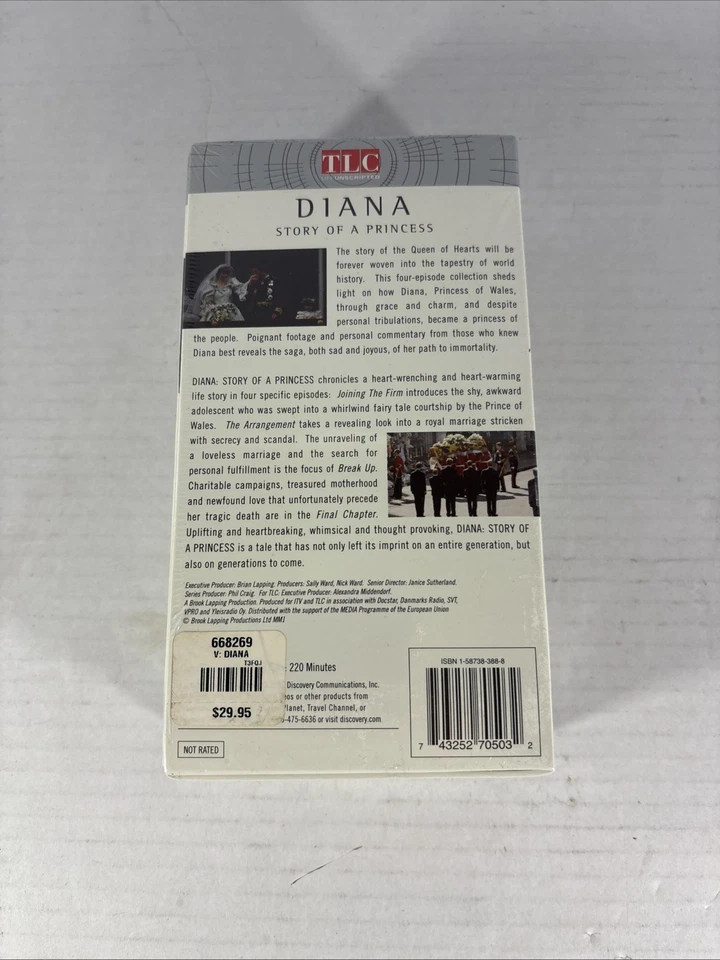 TLC
UNSCRIPTED
DIANA
STORY OF A PRINCESS
The story of the Queen of Hearts will be
forever woven into the tapestry of world
history. This four-episode collection sheds
light on how Diana, Princess of Wales,
through grace and charm, and despite
personal tribulations, became a princess of
the people. Poignant footage and personal commentary from those who knew
Diana best reveals the saga, both sad and joyous, of her path to immortality.
DIANA: STORY OF A PRINCESS chronicles a heart-wrenching and heart-warming
life story in four specific episodes: Joining The Firm introduces the shy, awkward
adolescent who was swept into a whirlwind fairy tale courtship by the Prince of
Wales. The Arrangement takes a revealing look into a royal marriage stricken
with secrecy and scandal. The unraveling of
a loveless marriage and the search for
personal fulfillment is the focus of Break Up.
Charitable campaigns, treasured motherhood
and newfound love that unfortunately precede
her tragic death are in the Final Chapter.
Uplifting and heartbreaking, whimsical and thought provoking, DIANA: STORY OF
A PRINCESS is a tale that has not only left its imprint on an entire generation, but
also on generations to come.
Executive Producer: Brian Lapping. Producers: Sally Ward, Nick Ward. Senior Director: Janice Sutherland.
Series Producer: Phil Craig. For TLC: Executive Producer: Alexandra Middendorf.
A Brook Lapping Production. Produced for ITV and TLC in association with Docstar, Danmarks Radio, SVT,
VPRO and Yleisradio Oy. Distributed with the support of the MEDIA Programme of the European Union
© Brook Lapping Productions Ltd MMI
668269
V: DIANA
T3FQJ
$29.95
220 Minutes
Discovery Communications, Inc.
or other products from
Planet, Travel Channel, or
-475-6636 or visit discovery.com
NOT RATED
ISBN 1-58738-388-8
7 43252 70503 2